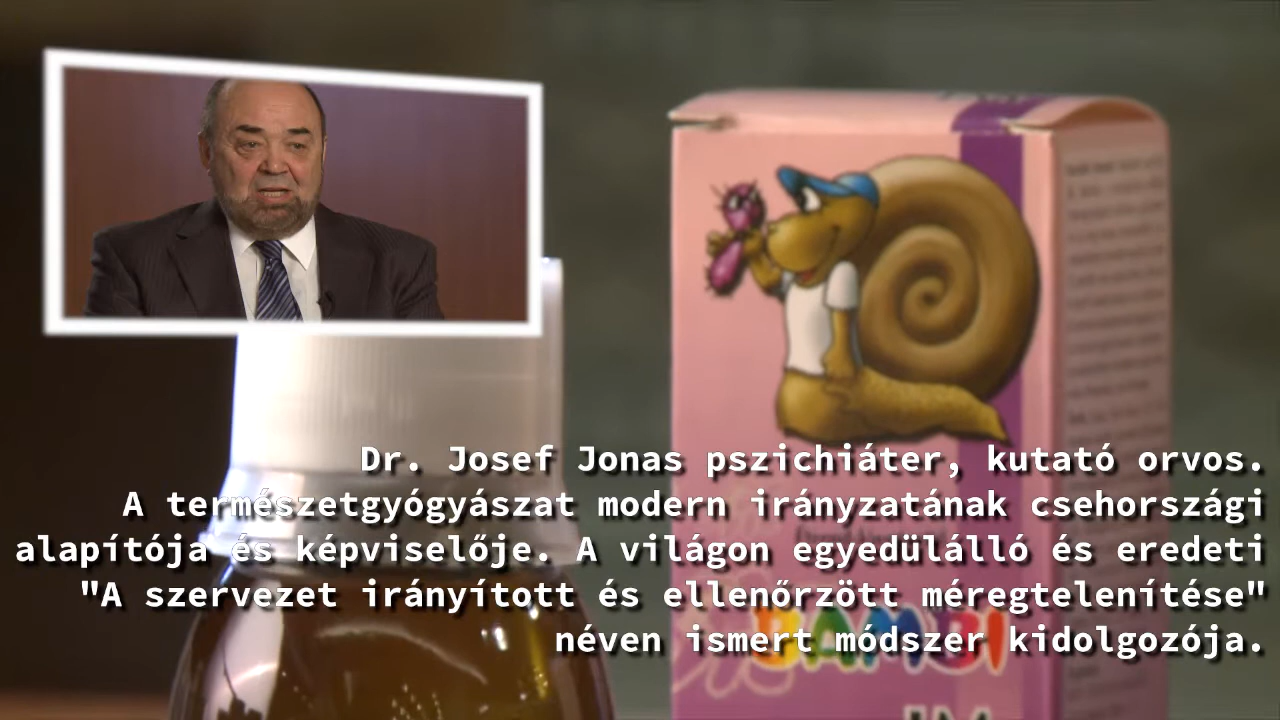 Dr. Josef Jonas pszichiáter, kutató orvos.
A természetgyógyászat modern irányzatának csehországi
alapítója és képviselője. A világon egyedülálló és eredeti
"A szervezet irányított és ellenőrzött méregtelenítése"
néven ismert módszer kidolgozója.
BAMBI